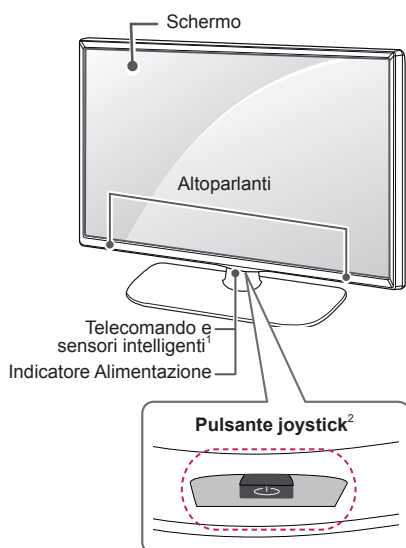 Schermo
Altoparlanti
Telecomando e
sensori intelligenti1
Indicatore Alimentazione
Pulsante joystick2